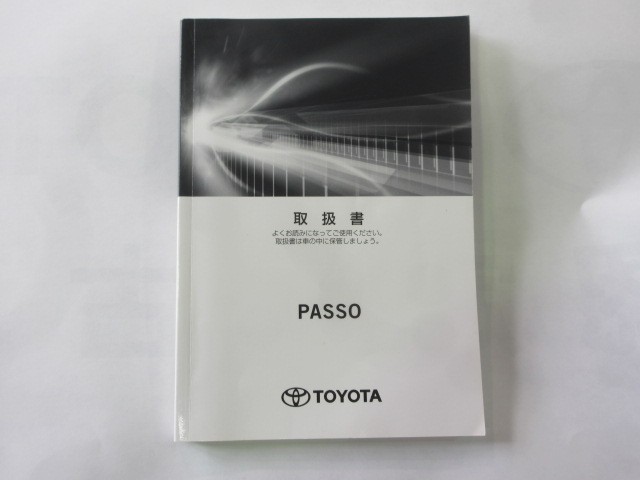 取扱書
よくお読みになってご使用ください。
取扱書は車の中に保管しましょう。
PASSO
TOYOTA